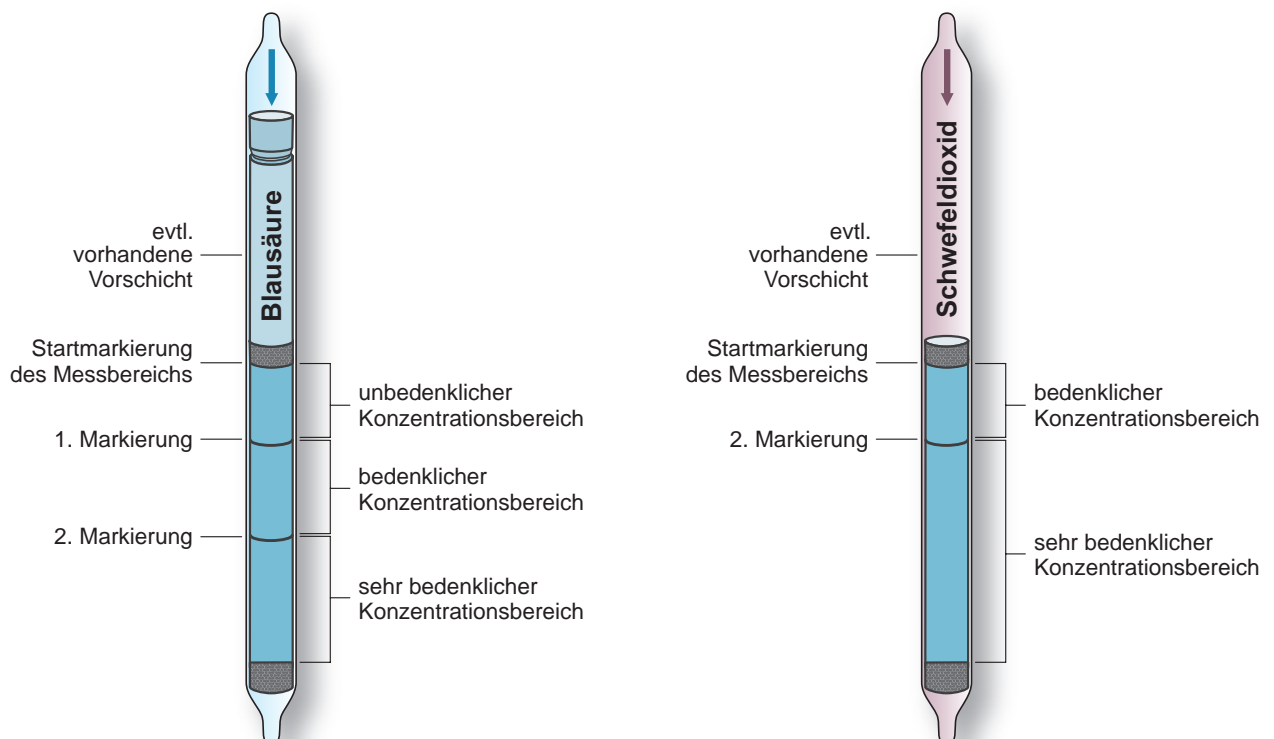 Blausäure
evtl.
vorhandene
Vorschicht
Startmarkierung
des Messbereichs
unbedenklicher
Konzentrationsbereich
1. Markierung
bedenklicher
Konzentrationsbereich
2. Markierung
sehr bedenklicher
Konzentrationsbereich
Schwefeldioxid
evtl.
vorhandene
Vorschicht
Startmarkierung
des Messbereichs
bedenklicher
Konzentrationsbereich
2. Markierung
sehr bedenklicher
Konzentrationsbereich